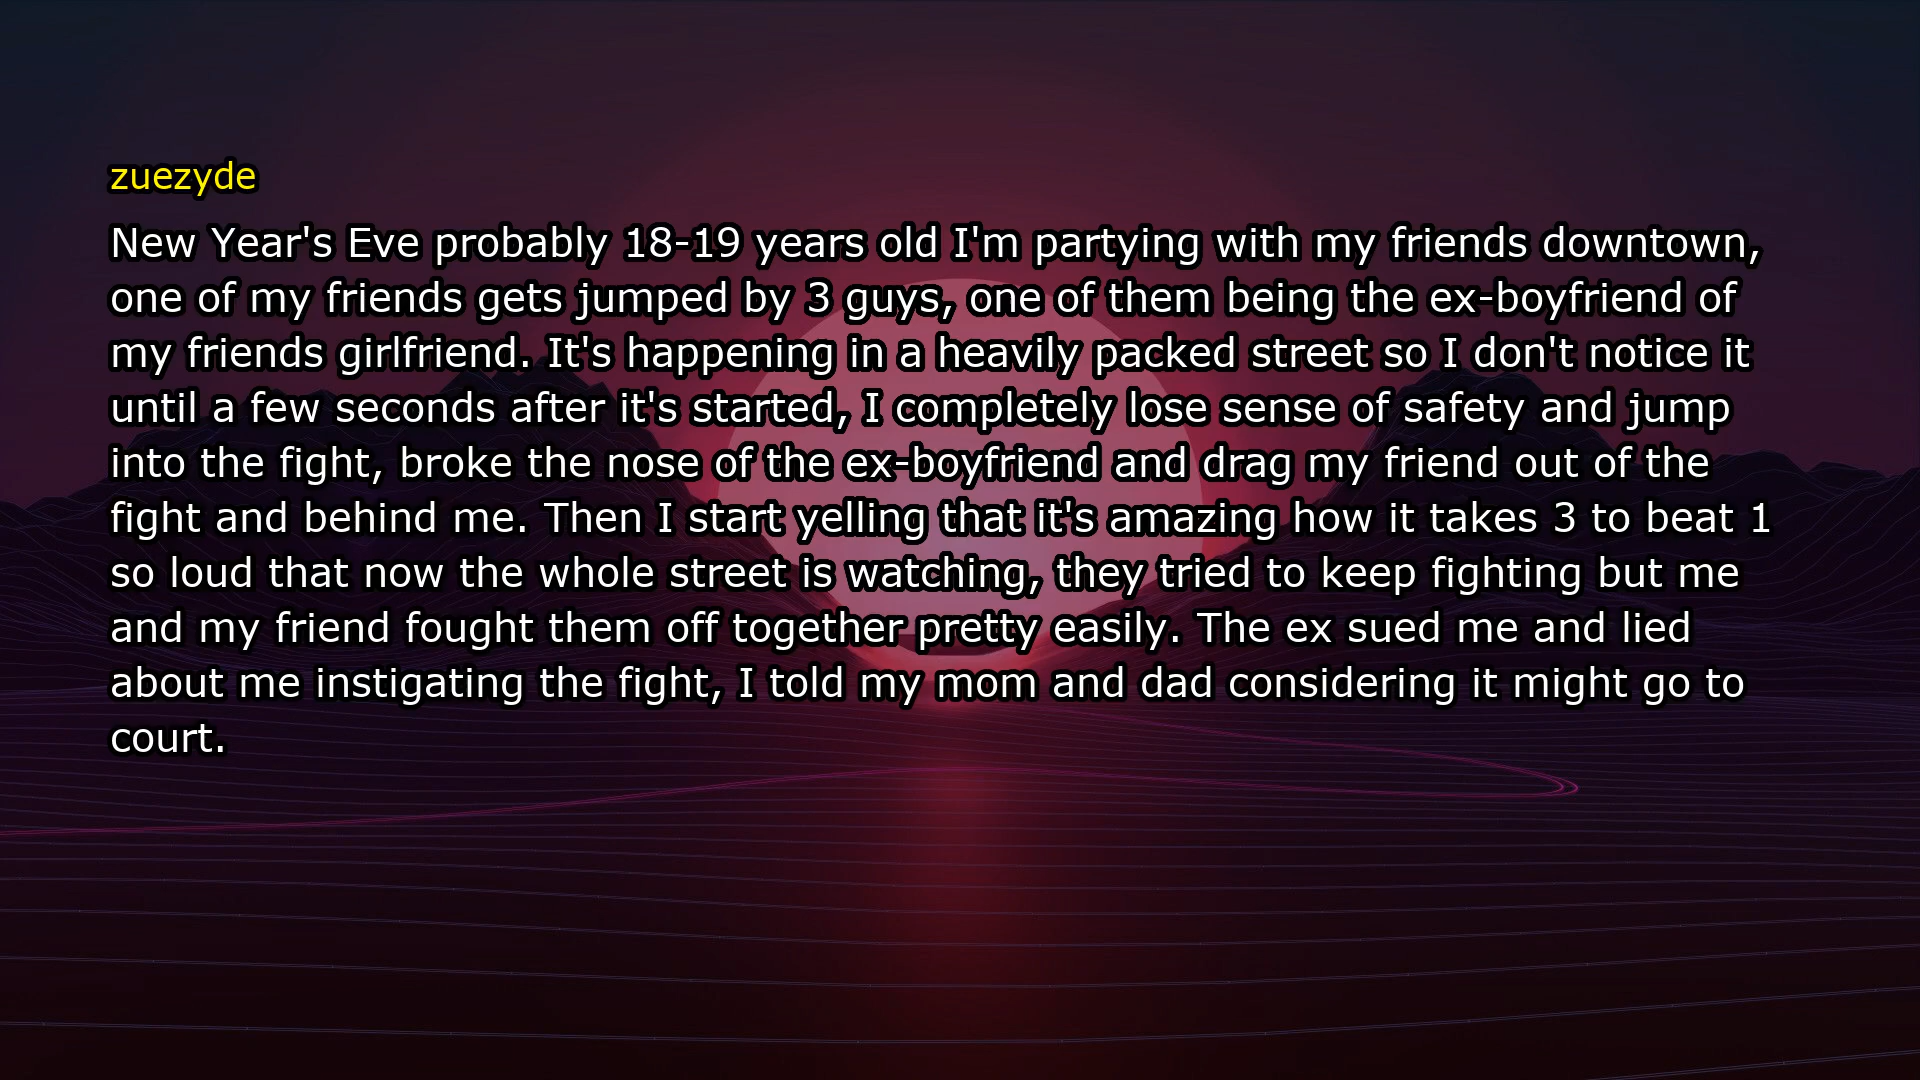 zuezyde
New Year's Eve probably 18-19 years old I'm partying with my friends downtown,
one of my friends gets jumped by 3 guys, one of them being the ex-boyfriend of
my friends girlfriend. It's happening in a heavily packed street so I don't notice it
until a few seconds after it's started, I completely lose sense of safety and jump
into the fight, broke the nose of the ex-boyfriend and drag my friend out of the
fight and behind me. Then I start yelling that it's amazing how it takes 3 to beat 1
so loud that now the whole street is watching, they tried to keep fighting but me
and my friend fought them off together pretty easily. The ex sued me and lied
about me instigating the fight, I told my mom and dad considering it might go to
court.